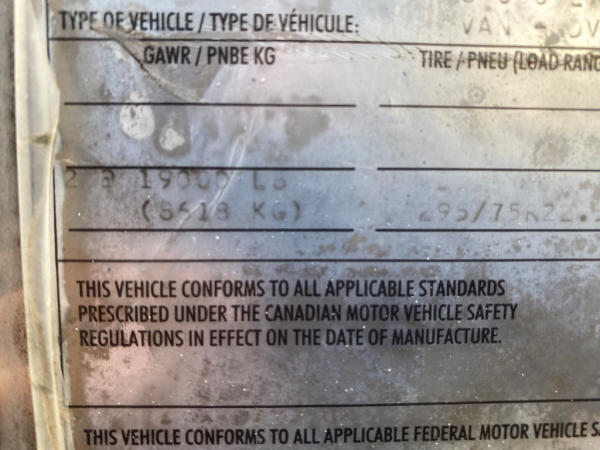 TYPE OF VEHICLE / TYPE DE VÉHICULE: VAN -
GAWR / PNBE KG TIRE / PNEU (LOAD RANG
2 @ 19000 LB
(8618 KG) 295/75R22.
THIS VEHICLE CONFORMS TO ALL APPLICABLE STANDARDS
PRESCRIBED UNDER THE CANADIAN MOTOR VEHICLE SAFETY
REGULATIONS IN EFFECT ON THE DATE OF MANUFACTURE.
THIS VEHICLE CONFORMS TO ALL APPLICABLE FEDERAL MOTOR VEHICLE S